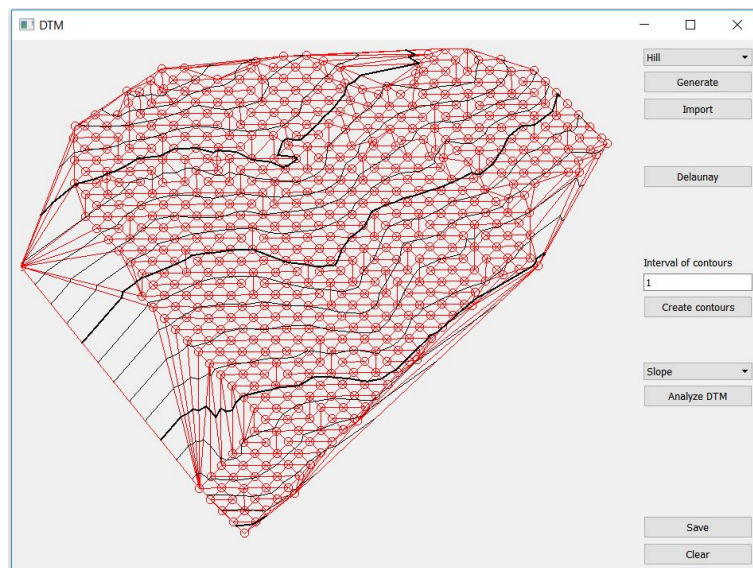 DTM
Hill
Generate
Import
Delaunay
Interval of contours
1
Create contours
Slope
Analyze DTM
Save
Clear